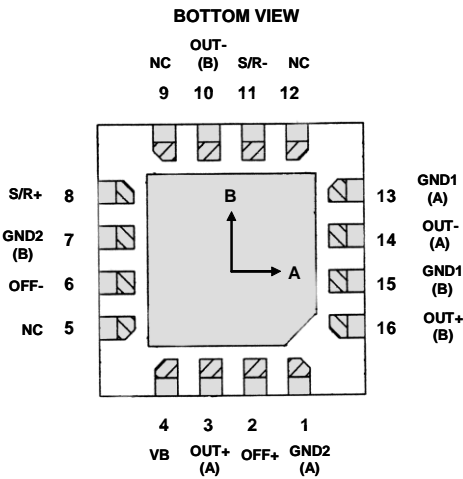 BOTTOM VIEW
NC
OUT-
(B)
S/R-
NC
9
10
11
12
S/R+
8
GND2
(B)
7
OFF-
6
NC
5
B
A
13
GND1
(A)
14
OUT-
(A)
15
GND1
(B)
16
OUT+
(B)
4
3
2
1
VB
OUT+
(A)
OFF+
GND2
(A)